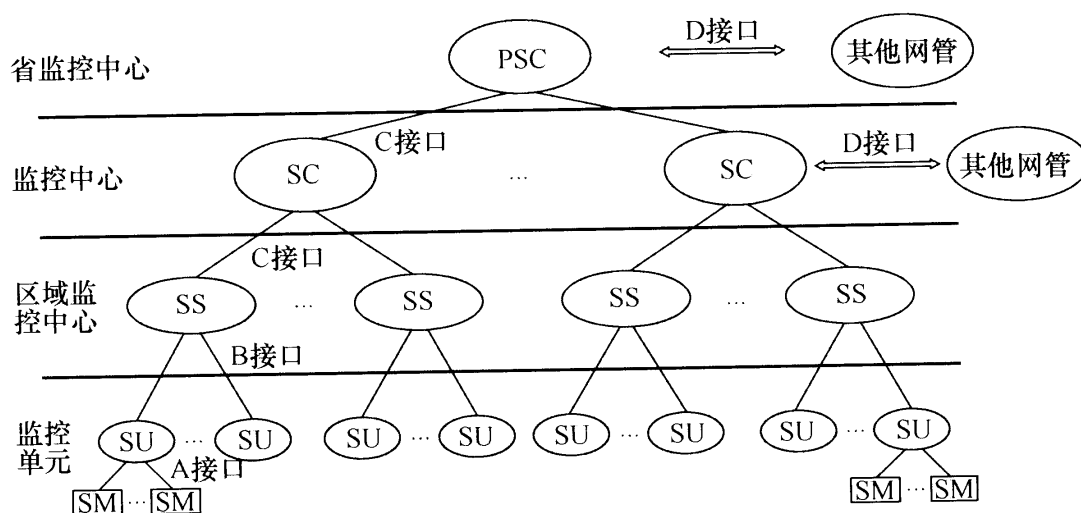 省监控中心
PSC
D接口
其他网管
C接口
监控中心
SC
...
SC
D接口
其他网管
C接口
区域监
控中心
SS
...
SS
SS
...
SS
B接口
监控
单元
SU
...
SU
SU
...
SU
SU
...
SU
SU
...
SU
A接口
SM
...
SM
SM
...
SM